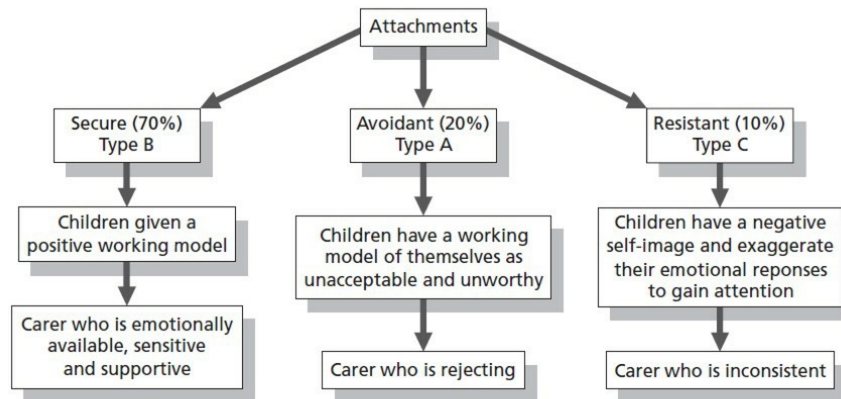 Attachments
Secure (70%)
Type B
Avoidant (20%)
Type A
Resistant (10%)
Type C
Children given a
positive working model
Children have a working
model of themselves as
unacceptable and unworthy
Children have a negative
self-image and exaggerate
their emotional reponses
to gain attention
Carer who is emotionally
available, sensitive
and supportive
Carer who is rejecting
Carer who is inconsistent